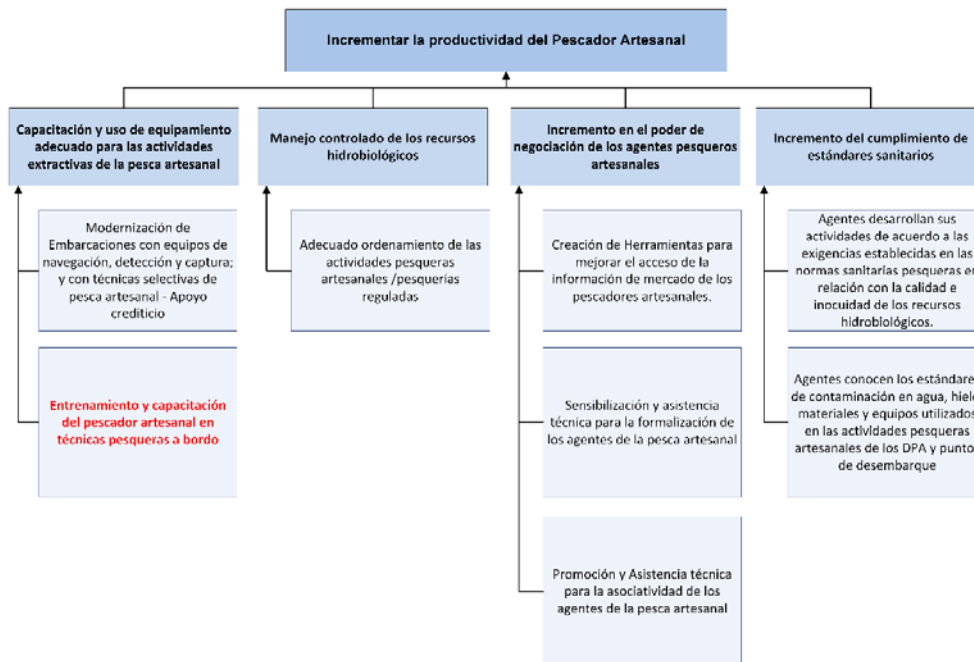 Incrementar la productividad del Pescador Artesanal
Capacitación y uso de equipamiento
adecuado para las actividades
extractivas de la pesca artesanal
Modernización de
Embarcaciones con equipos de
navegación, detección y captura;
y con técnicas selectivas de
pesca artesanal - Apoyo
crediticio
Entrenamiento y capacitación
del pescador artesanal en
técnicas pesqueras a bordo
Manejo controlado de los recursos
hidrobiológicos
Adecuado ordenamiento de las
actividades pesqueras
artesanales /pesquerías
reguladas
Incremento en el poder de
negociación de los agentes pesqueros
artesanales
Creación de Herramientas para
mejorar el acceso de la
información de mercado de los
pescadores artesanales.
Sensibilización y asistencia
técnica para la formalización de
los agentes de la pesca artesanal
Promoción y Asistencia técnica
para la asociatividad de los
agentes de la pesca artesanal
Incremento del cumplimiento de
estándares sanitarios
Agentes desarrollan sus
actividades de acuerdo a las
exigencias establecidas en las
normas sanitarias pesqueras en
relación con la calidad e
inocuidad de los recursos
hidrobiológicos.
Agentes conocen los estándare
de contaminación en agua, hielo
materiales y equipos utilizados
en las actividades pesqueras
artesanales de los DPA y punto
de desembarque